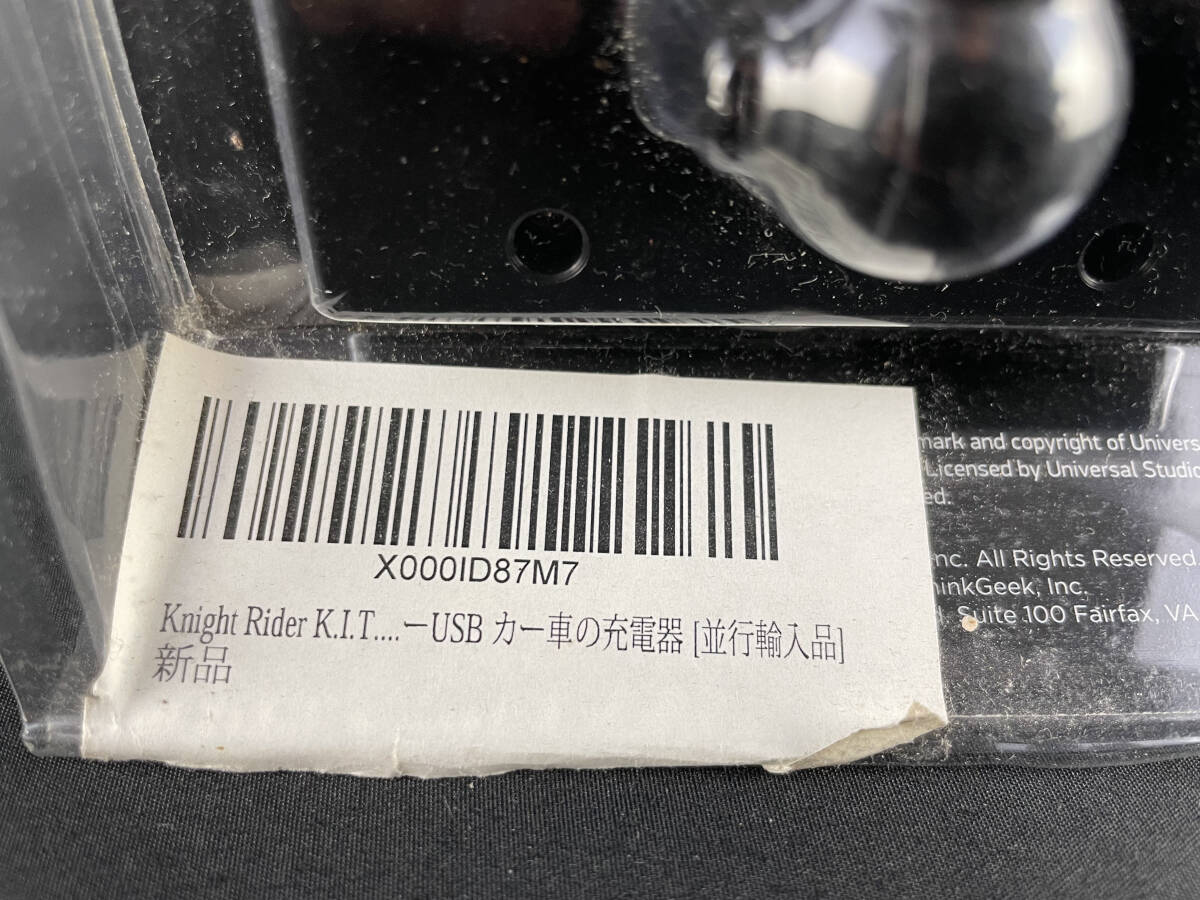 mark and copyright of Univers
Licensed by Universal Studio
ed.
X000ID87M7
nc. All Rights Reserved.
hinkGeek, Inc.
Suite 100 Fairfax, VA
Knight Rider K.I.T....ーUSB カー車の充電器 [並行輸入品]
新品